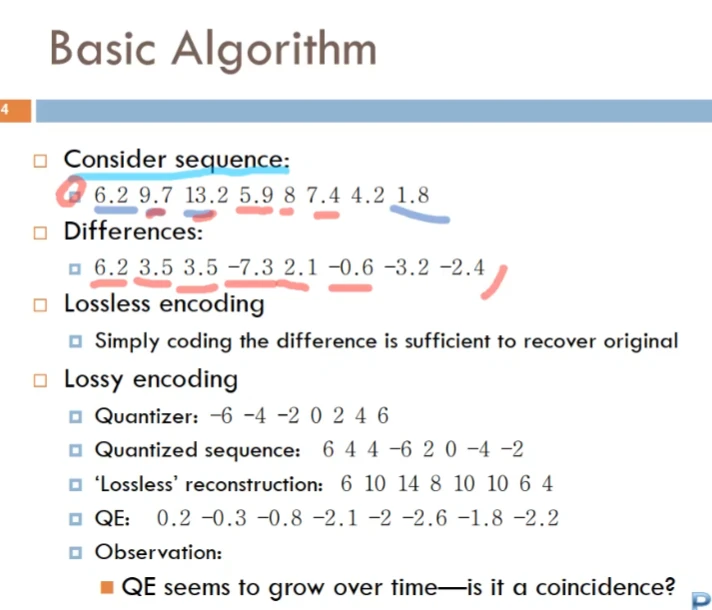 Basic Algorithm
4
Consider sequence:
6.2 9.7 13.2 5.9 8 7.4 4.2 1.8
Differences:
6.2 3.5 3.5 −7.3 2.1 −0.6 −3.2 −2.4
Lossless encoding
Simply coding the difference is sufficient to recover original
Lossy encoding
Quantizer: −6 −4 −2 0 2 4 6
Quantized sequence: 6 4 4 −6 2 0 −4 −2
‘Lossless’ reconstruction: 6 10 14 8 10 10 6 4
QE: 0.2 −0.3 −0.8 −2.1 −2 −2.6 −1.8 −2.2
Observation:
QE seems to grow over time—is it a coincidence?
P